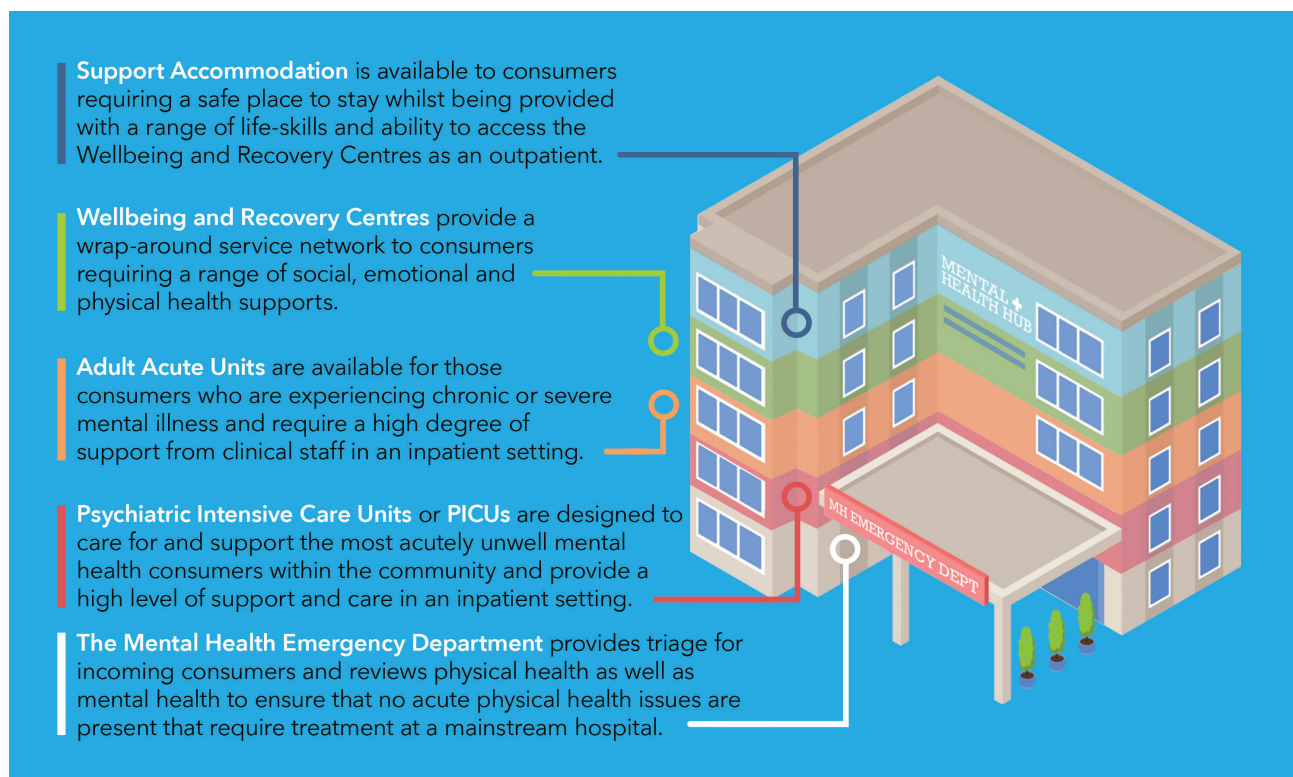 Support Accommodation is available to consumers
requiring a safe place to stay whilst being provided
with a range of life-skills and ability to access the
Wellbeing and Recovery Centres as an outpatient.
Wellbeing and Recovery Centres provide a
wrap-around service network to consumers
requiring a range of social, emotional and
physical health supports.
Adult Acute Units are available for those
consumers who are experiencing chronic or severe
mental illness and require a high degree of
support from clinical staff in an inpatient setting.
Psychiatric Intensive Care Units or PICUs are designed to
care for and support the most acutely unwell mental
health consumers within the community and provide a
high level of support and care in an inpatient setting.
The Mental Health Emergency Department provides triage for
incoming consumers and reviews physical health as well as
mental health to ensure that no acute physical health issues are
present that require treatment at a mainstream hospital.
MENTAL
HEALTH HUB
MH EMERGENCY DEPT